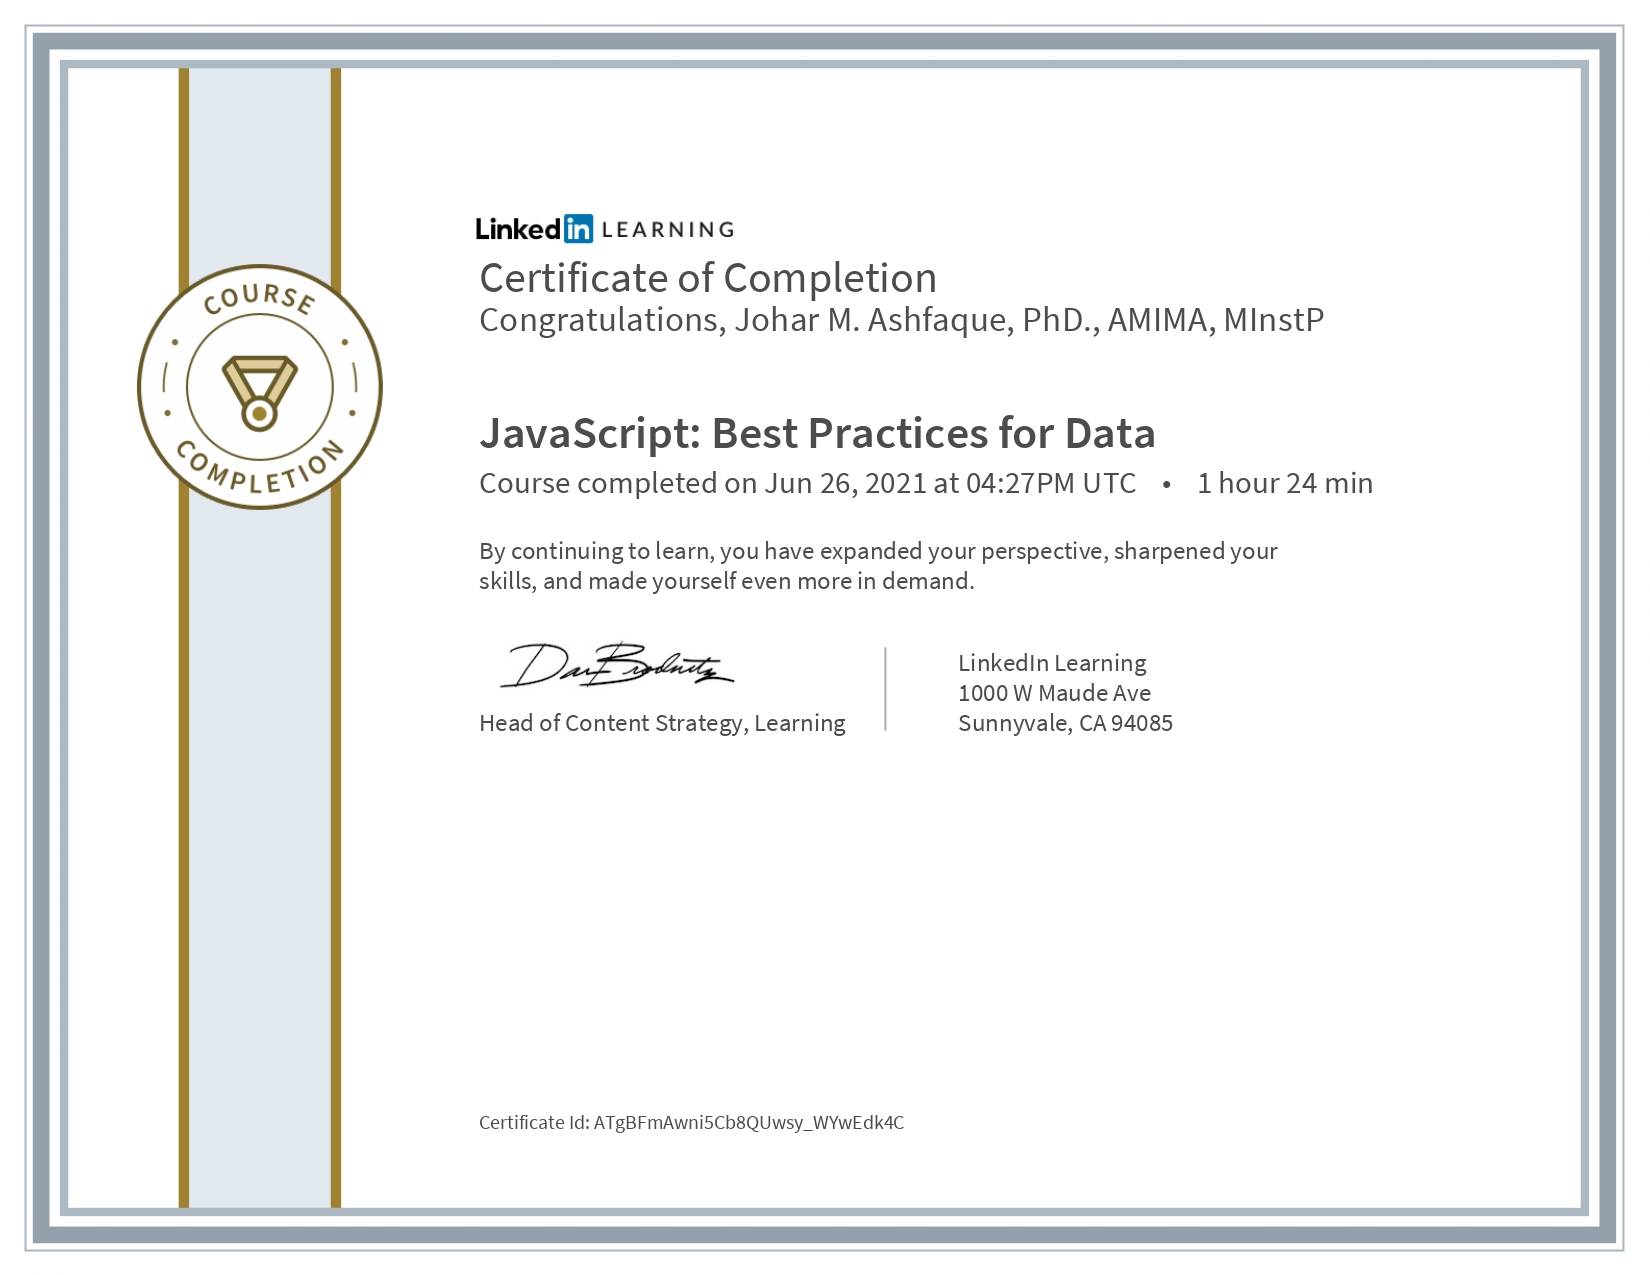 COURSE
COMPLETION
Linked in LEARNING
Certificate of Completion
Congratulations, Johar M. Ashfaque, PhD., AMIMA, MInstP
JavaScript: Best Practices for Data
Course completed on Jun 26, 2021 at 04:27PM UTC • 1 hour 24 min
By continuing to learn, you have expanded your perspective, sharpened your
skills, and made yourself even more in demand.
Head of Content Strategy, Learning
LinkedIn Learning
1000 W Maude Ave
Sunnyvale, CA 94085
Certificate Id: ATgBFmAwni5Cb8QUwsy_WYwEdk4C